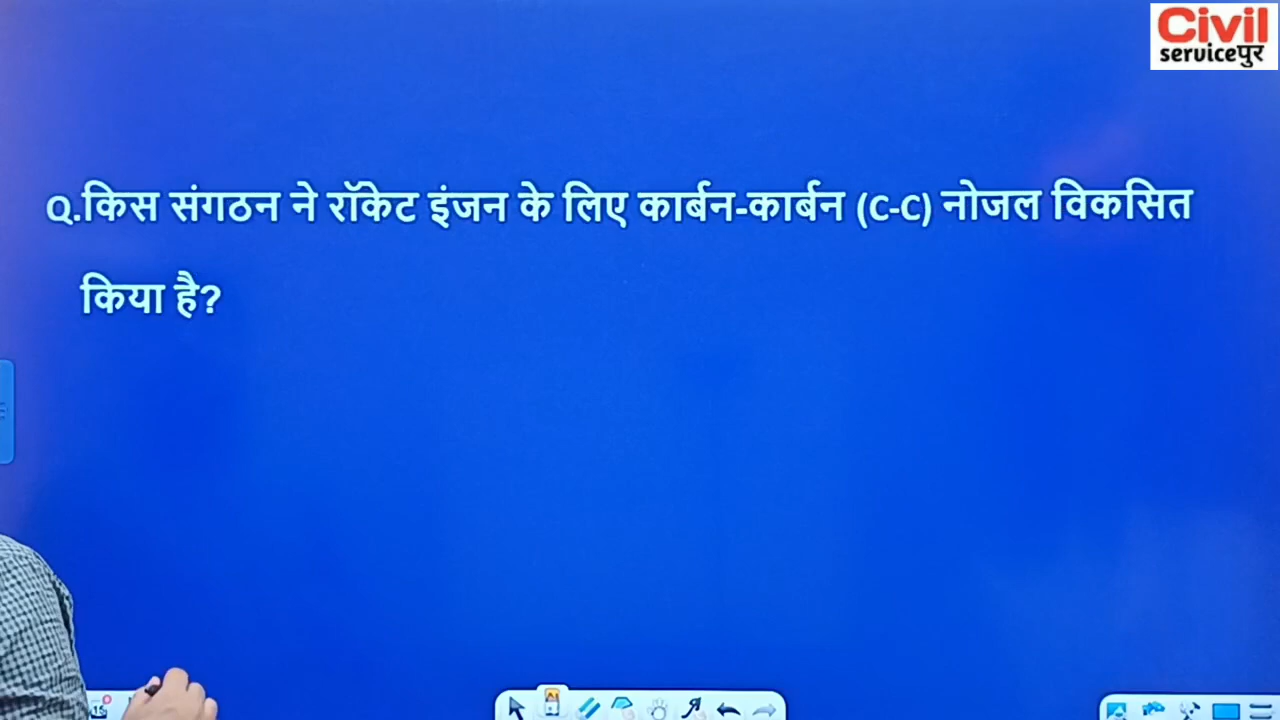 Civil
serviceपुर
Q.किस संगठन ने रॉकेट इंजन के लिए कार्बन-कार्बन (C-C) नोजल विकसित
किया है?